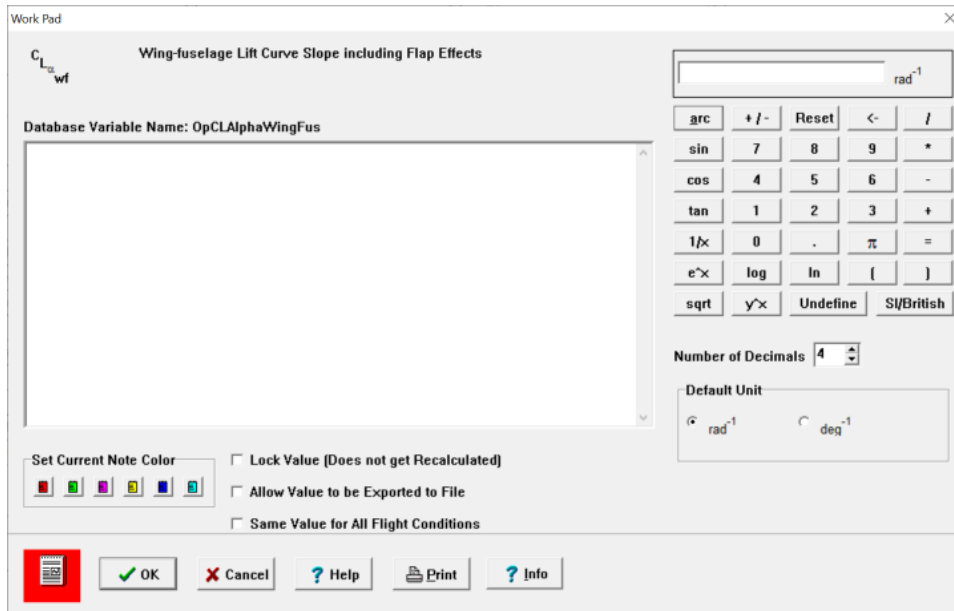 Work Pad
C_Lα_wf Wing-fuselage Lift Curve Slope including Flap Effects
rad^-1
Database Variable Name: OpCLAlphaWingFus
arc + / - Reset <- /
sin 7 8 9 *
cos 4 5 6 -
tan 1 2 3 +
1/x 0 . π =
e^x log ln ( )
sqrt y^x Undefine SI/British
Number of Decimals 4
Default Unit
rad^-1 deg^-1
Set Current Note Color
Lock Value (Does not get Recalculated)
Allow Value to be Exported to File
Same Value for All Flight Conditions
OK Cancel ? Help Print ? Info